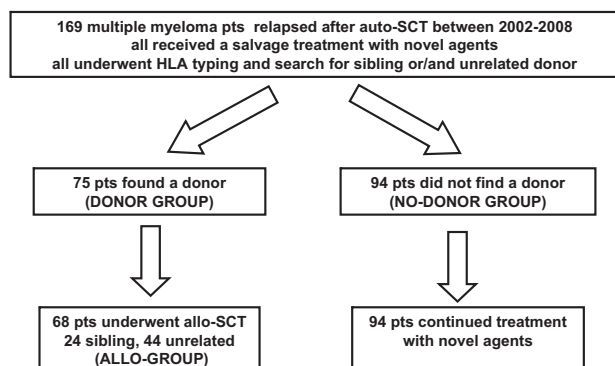 169 multiple myeloma pts relapsed after auto-SCT between 2002-2008
all received a salvage treatment with novel agents
all underwent HLA typing and search for sibling or/and unrelated donor
75 pts found a donor
(DONOR GROUP)
94 pts did not find a donor
(NO-DONOR GROUP)
68 pts underwent allo-SCT
24 sibling, 44 unrelated
(ALLO-GROUP)
94 pts continued treatment
with novel agents